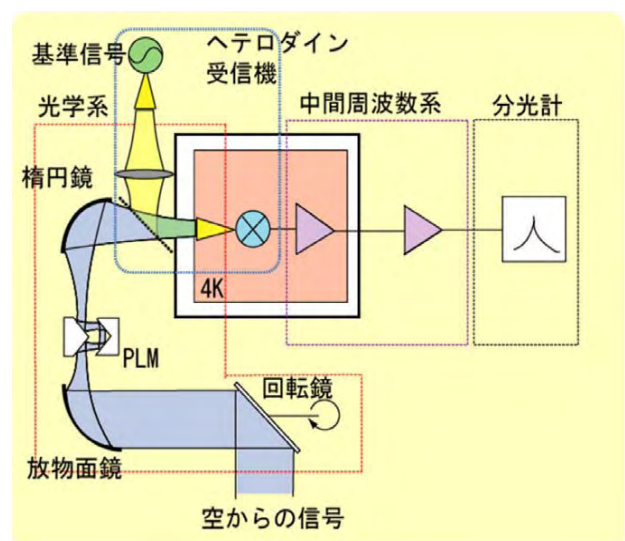 基準信号
ヘテロダイン
受信機
光学系
中間周波数系
分光計
楕円鏡
4K
PLM
回転鏡
放物面鏡
空からの信号